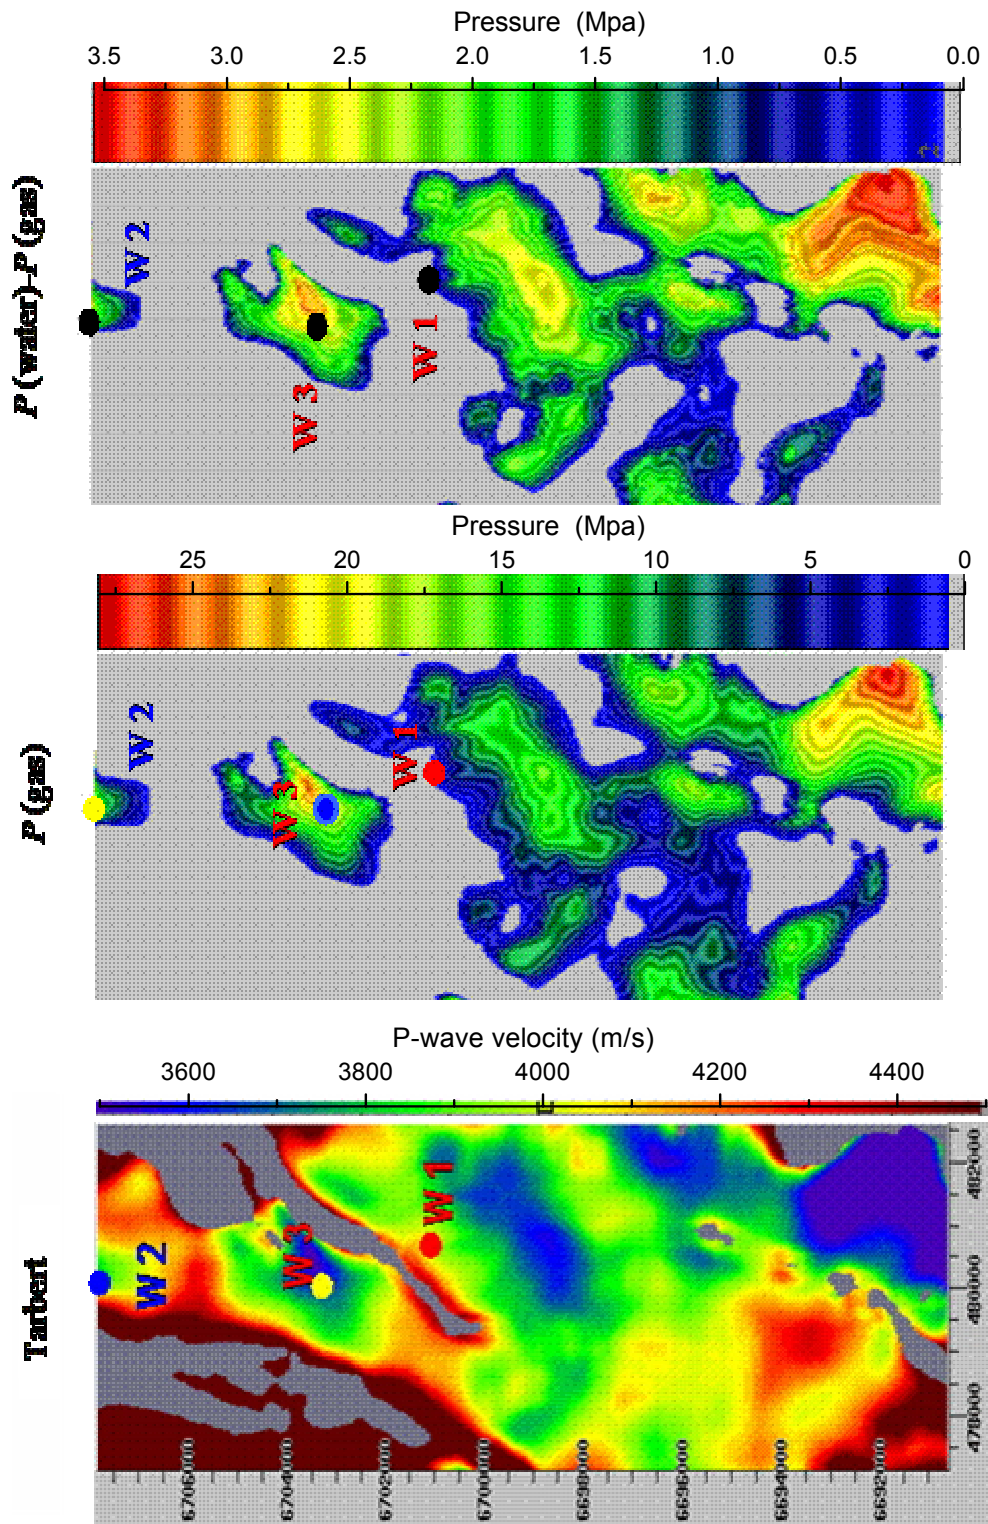 Pressure (Mpa)
3.5 3.0 2.5 2.0 1.5 1.0 0.5 0.0
P (water)-P (gas)
W 2
W 1
W 3
Pressure (Mpa)
25 20 15 10 5 0
P (gas)
W 2
W 1
W 3
P-wave velocity (m/s)
3600 3800 4000 4200 4400
Tarbert
W 1
W 3
W 2
482000
480000
478000
6706000 6704000 6702000 6700000 6698000 6696000 6694000 6692000